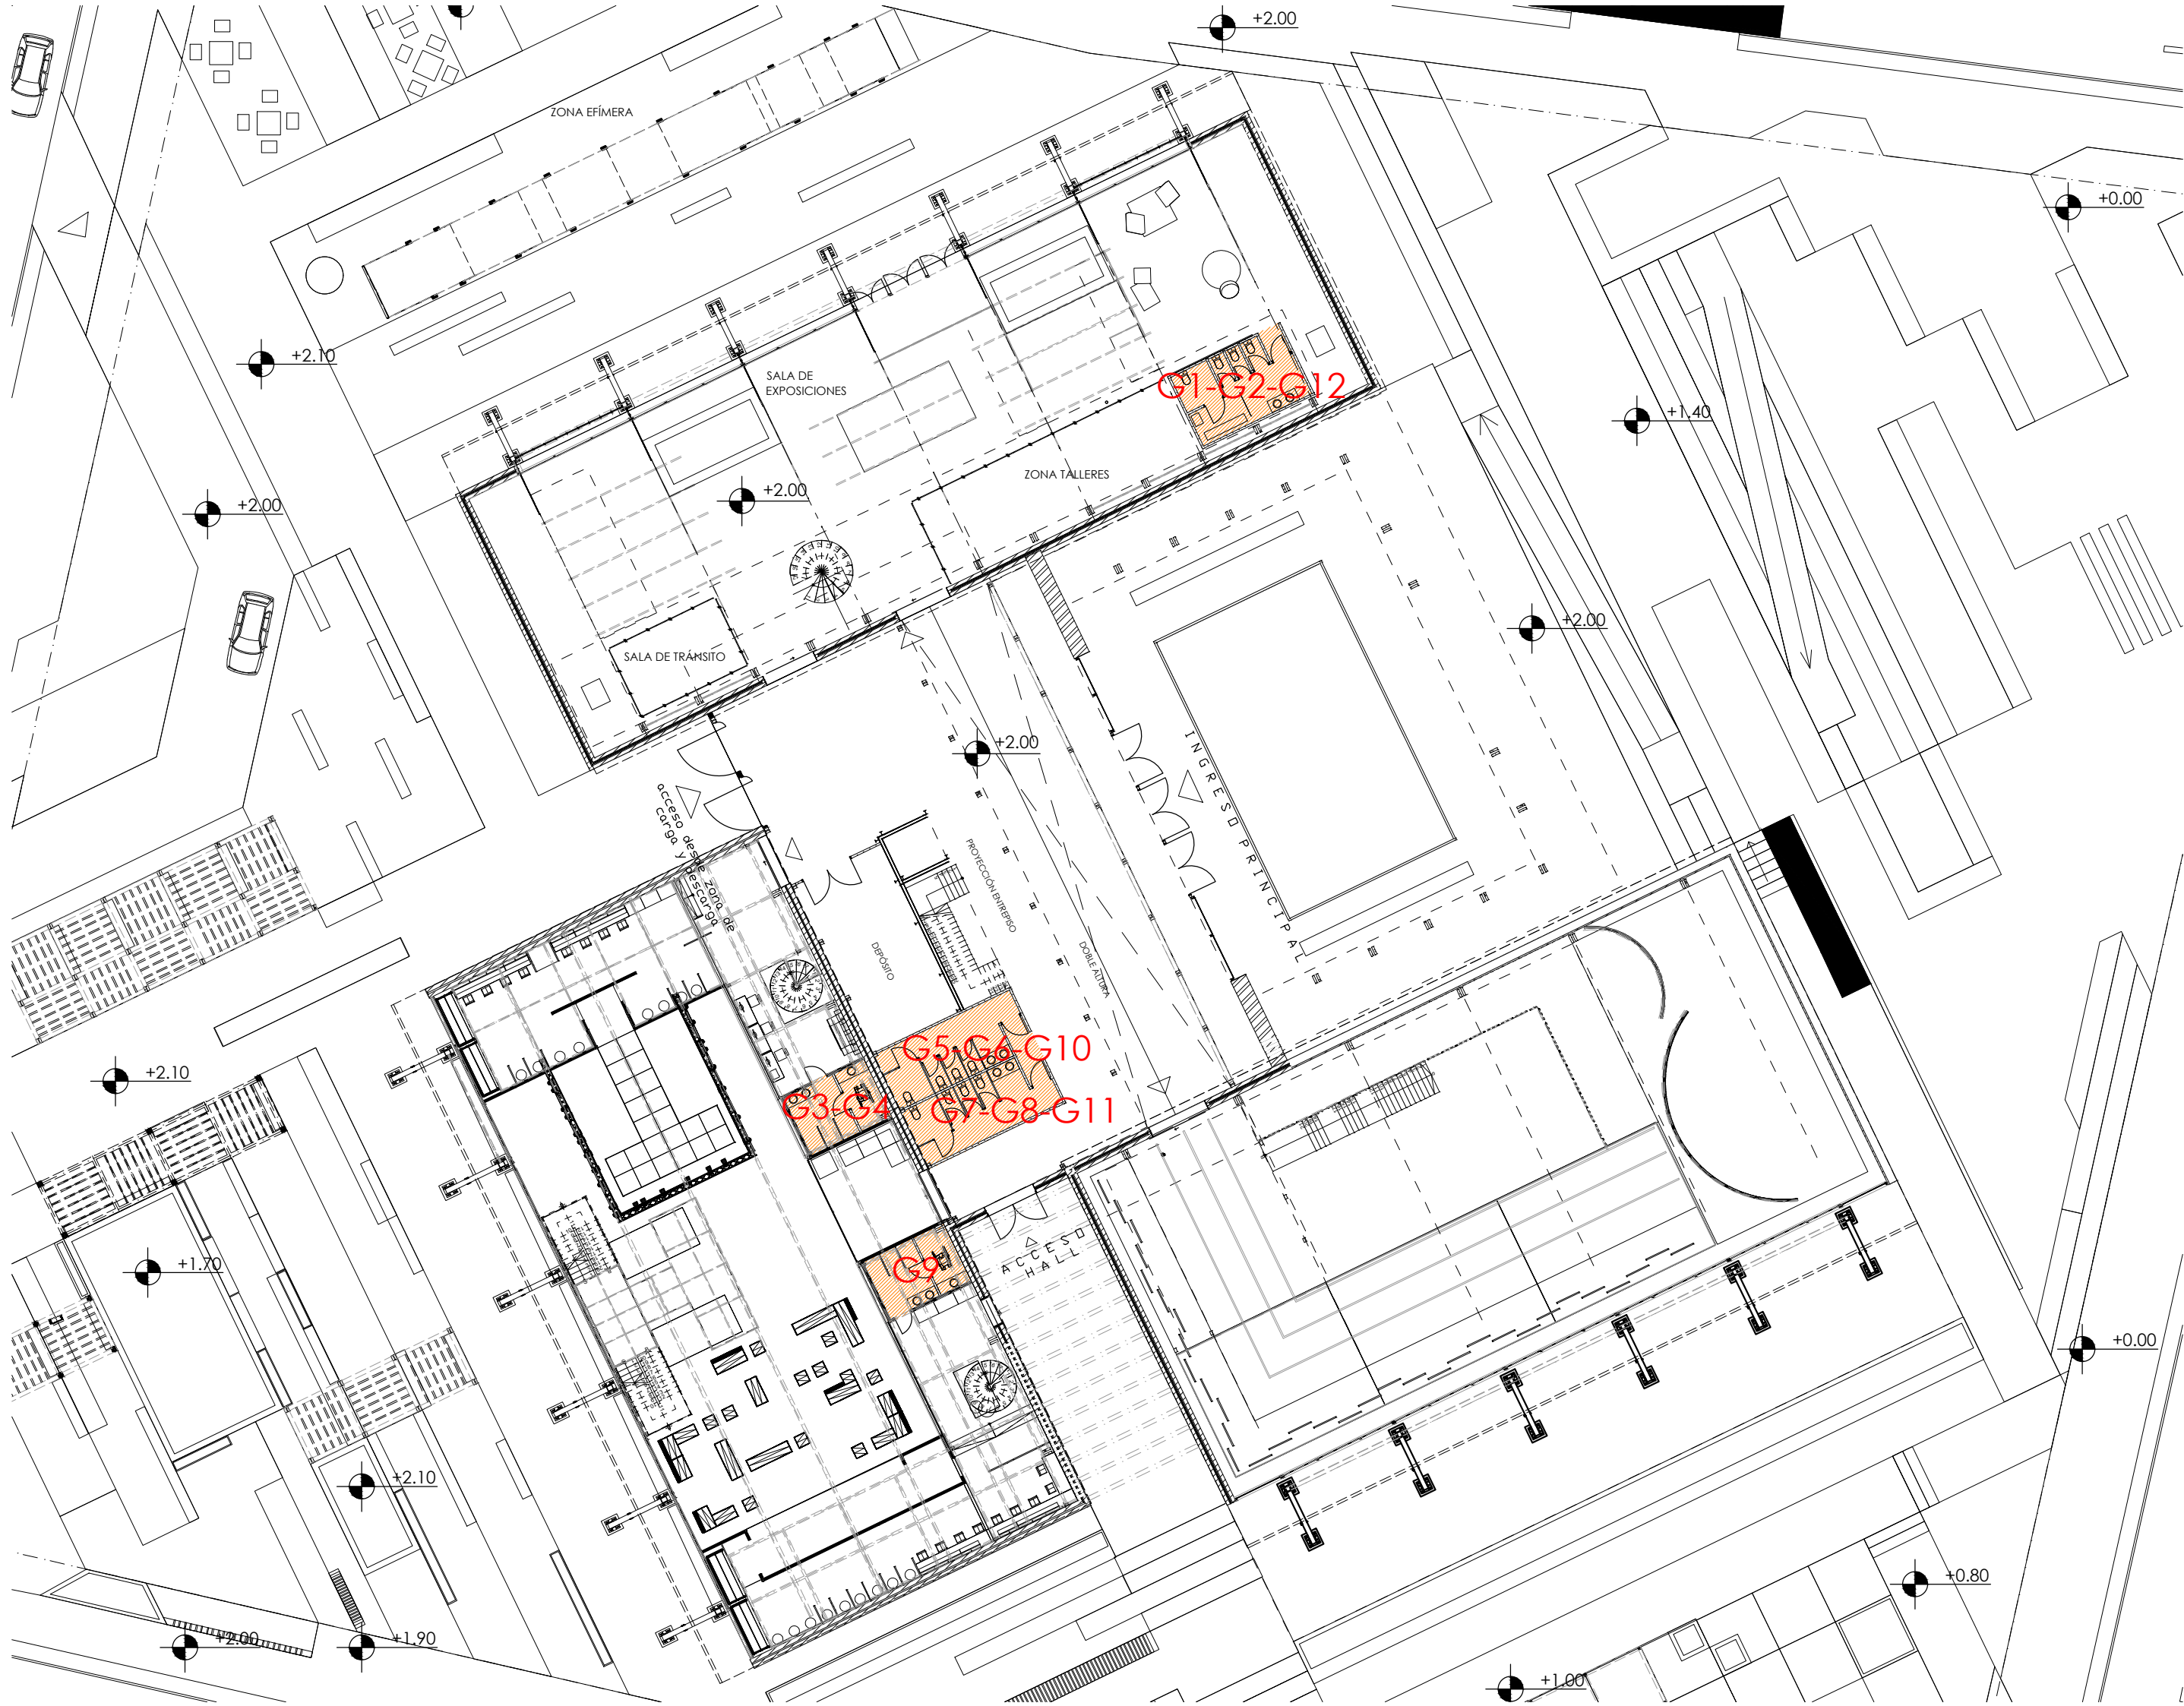 +2.00
ZONA EFÍMERA
+0.00
+2.10
SALA DE
EXPOSICIONES
G1-G2-G12
+1.40
ZONA TALLERES
+2.00
+2.00
+2.00
SALA DE TRÁNSITO
+2.00
INGRESO PRINCIPAL
acceso desde zona de
carga y descarga
PROYECCIÓN ENTREPISO
DEPÓSITO
DOBLE ALTURA
G5-G6-G10
+2.10
G3-G4
G7-G8-G11
ACCESO
HALL
+1.70
G9
+0.00
+2.10
+0.80
+2.00
+1.90
+1.00